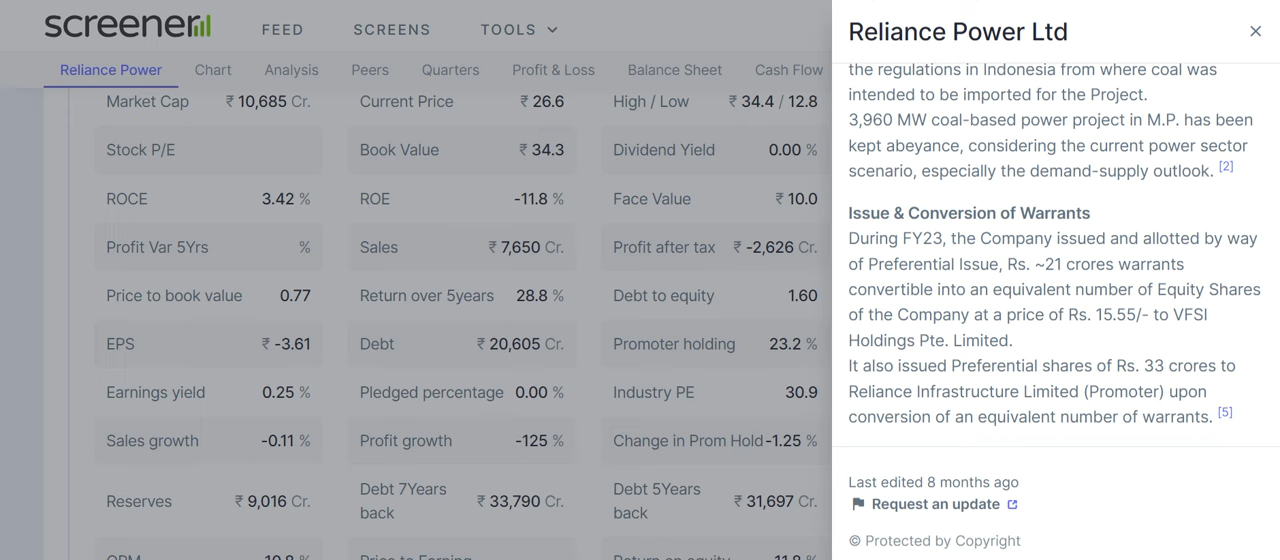 screener
FEED SCREENS TOOLS
Reliance Power Chart Analysis Peers Quarters Profit & Loss Balance Sheet Cash Flow
Market Cap ₹ 10,685 Cr. Current Price ₹ 26.6 High / Low ₹ 34.4 / 12.8
Stock P/E Book Value ₹ 34.3 Dividend Yield 0.00 %
ROCE 3.42 % ROE -11.8 % Face Value ₹ 10.0
Profit Var 5Yrs % Sales ₹ 7,650 Cr. Profit after tax ₹ -2,626 Cr.
Price to book value 0.77 Return over 5years 28.8 % Debt to equity 1.60
EPS ₹ -3.61 Debt ₹ 20,605 Cr. Promoter holding 23.2 %
Earnings yield 0.25 % Pledged percentage 0.00 % Industry PE 30.9
Sales growth -0.11 % Profit growth -125 % Change in Prom Hold -1.25 %
Reserves ₹ 9,016 Cr. Debt 7Years back ₹ 33,790 Cr. Debt 5Years back ₹ 31,697 Cr.
Reliance Power Ltd
the regulations in Indonesia from where coal was
intended to be imported for the Project.
3,960 MW coal-based power project in M.P. has been
kept abeyance, considering the current power sector
scenario, especially the demand-supply outlook. [2]
Issue & Conversion of Warrants
During FY23, the Company issued and allotted by way
of Preferential Issue, Rs. ~21 crores warrants
convertible into an equivalent number of Equity Shares
of the Company at a price of Rs. 15.55/- to VFSI
Holdings Pte. Limited.
It also issued Preferential shares of Rs. 33 crores to
Reliance Infrastructure Limited (Promoter) upon
conversion of an equivalent number of warrants. [5]
Last edited 8 months ago
Request an update
© Protected by Copyright